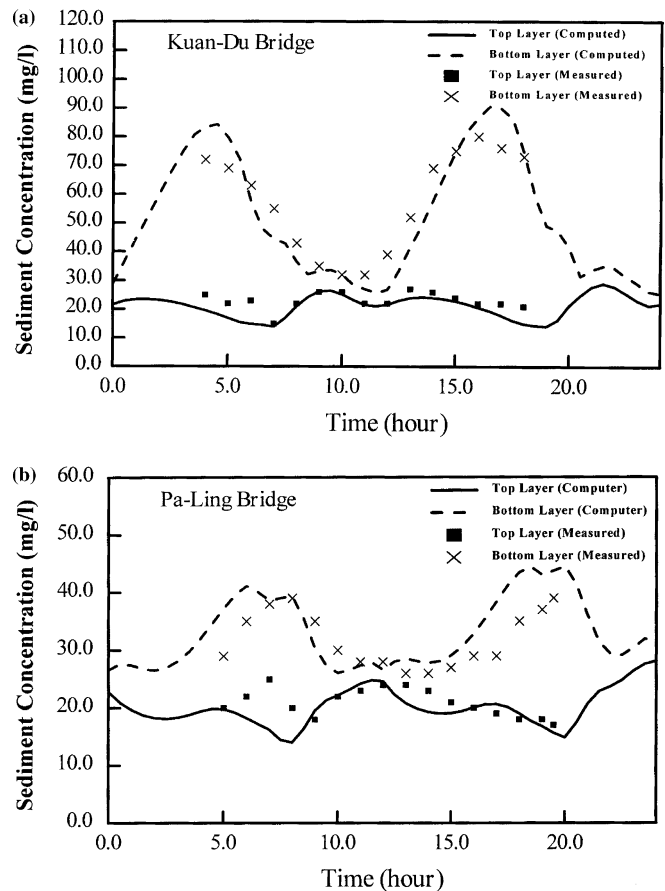 (a)
Kuan-Du Bridge
Top Layer (Computed)
Bottom Layer (Computed)
Top Layer (Measured)
Bottom Layer (Measured)
Sediment Concentration (mg/l)
120.0
110.0
100.0
90.0
80.0
70.0
60.0
50.0
40.0
30.0
20.0
10.0
0.0
0.0 5.0 10.0 15.0 20.0
Time (hour)
(b)
Pa-Ling Bridge
Top Layer (Computer)
Bottom Layer (Computer)
Top Layer (Measured)
Bottom Layer (Measured)
Sediment Concentration (mg/l)
60.0
50.0
40.0
30.0
20.0
10.0
0.0
0.0 5.0 10.0 15.0 20.0
Time (hour)